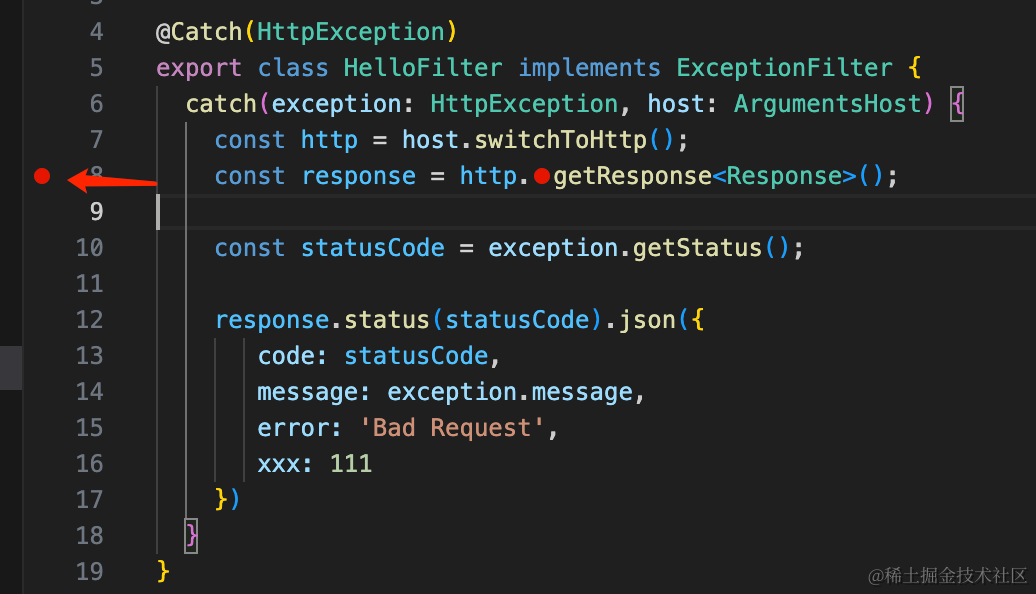 4 @Catch(HttpException)
5 export class HelloFilter implements ExceptionFilter {
6 catch(exception: HttpException, host: ArgumentsHost) {
7 const http = host.switchToHttp();
8 const response = http.getResponse<Response>();
9
10 const statusCode = exception.getStatus();
11
12 response.status(statusCode).json({
13 code: statusCode,
14 message: exception.message,
15 error: 'Bad Request',
16 xxx: 111
17 })
18 }
19 }
@稀土掘金技术社区